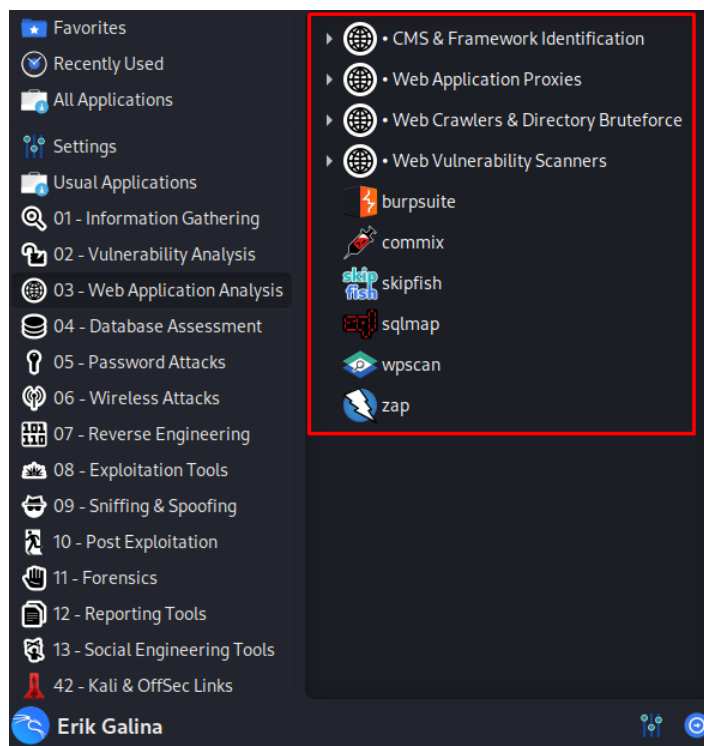 Favorites
Recently Used
All Applications
Settings
Usual Applications
01 - Information Gathering
02 - Vulnerability Analysis
03 - Web Application Analysis
04 - Database Assessment
05 - Password Attacks
06 - Wireless Attacks
07 - Reverse Engineering
08 - Exploitation Tools
09 - Sniffing & Spoofing
10 - Post Exploitation
11 - Forensics
12 - Reporting Tools
13 - Social Engineering Tools
42 - Kali & OffSec Links
Erik Galina
• CMS & Framework Identification
• Web Application Proxies
• Web Crawlers & Directory Bruteforce
• Web Vulnerability Scanners
burpsuite
commix
skip
fish
skipfish
sqlmap
wpscan
zap